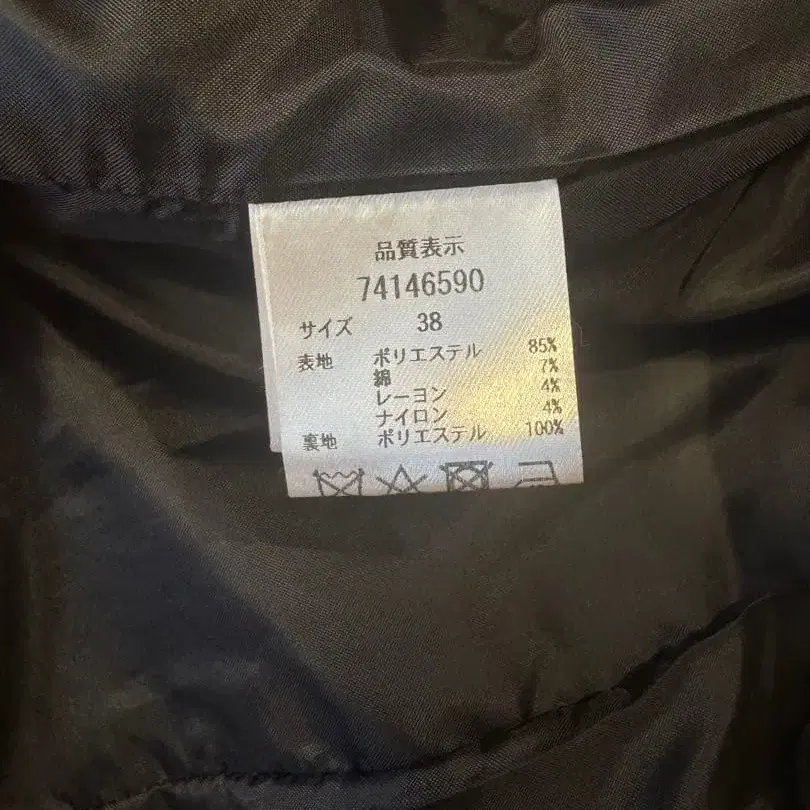 品質表示
74146590
サイズ 38
表地 ポリエステル 85%
綿 7%
レーヨン 4%
ナイロン 4%
裏地 ポリエステル 100%